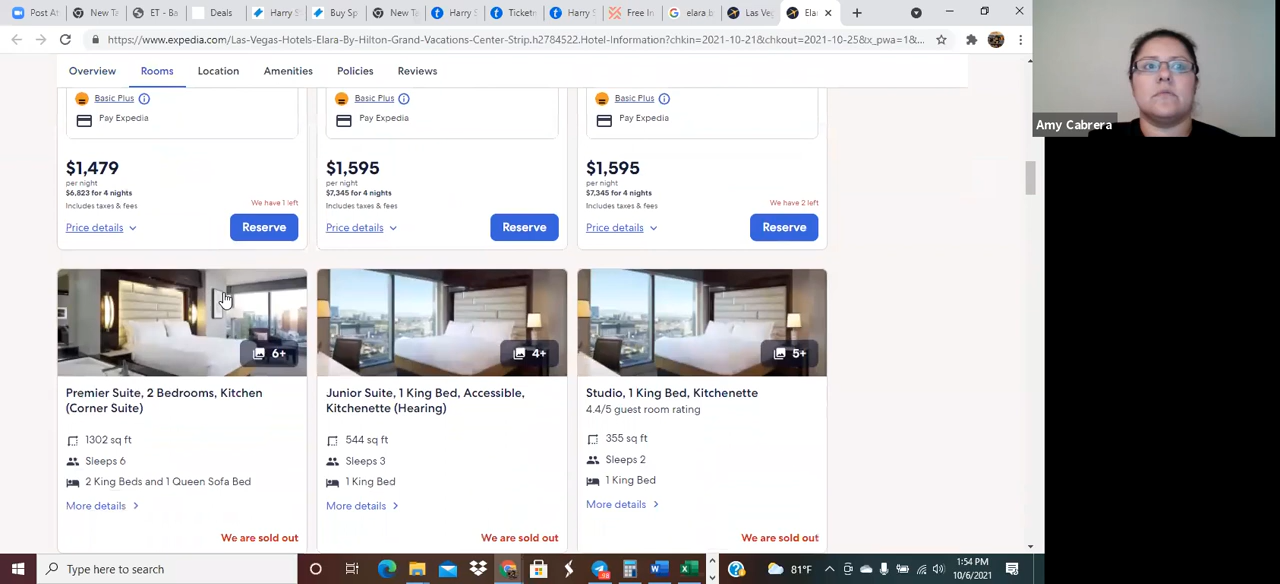 Post At
New Ta
ET - Ba
Deals
Harry S
Buy Sp
New Ta
Harry S
Ticketn
Harry S
Free In
elara b
Las Ve
Ela
https://www.expedia.com/Las-Vegas-Hotels-Elara-By-Hilton-Grand-Vacations-Center-Strip.h2784522.Hotel-Information?chkin=2021-10-21&chkout=2021-10-25&x_pwa=1&...
Overview Rooms Location Amenities Policies Reviews
Basic Plus
Pay Expedia
$1,479
per night
$6,823 for 4 nights
Includes taxes & fees
We have 1 left
Price details
Reserve
Basic Plus
Pay Expedia
$1,595
per night
$7,345 for 4 nights
Includes taxes & fees
Price details
Reserve
Basic Plus
Pay Expedia
$1,595
per night
$7,345 for 4 nights
Includes taxes & fees
We have 2 left
Price details
Reserve
6+
Premier Suite, 2 Bedrooms, Kitchen
(Corner Suite)
1302 sq ft
Sleeps 6
2 King Beds and 1 Queen Sofa Bed
More details
We are sold out
4+
Junior Suite, 1 King Bed, Accessible,
Kitchenette (Hearing)
544 sq ft
Sleeps 3
1 King Bed
More details
We are sold out
5+
Studio, 1 King Bed, Kitchenette
4.4/5 guest room rating
355 sq ft
Sleeps 2
1 King Bed
More details
We are sold out
Amy Cabrera
Type here to search
81°F
1:54 PM
10/6/2021